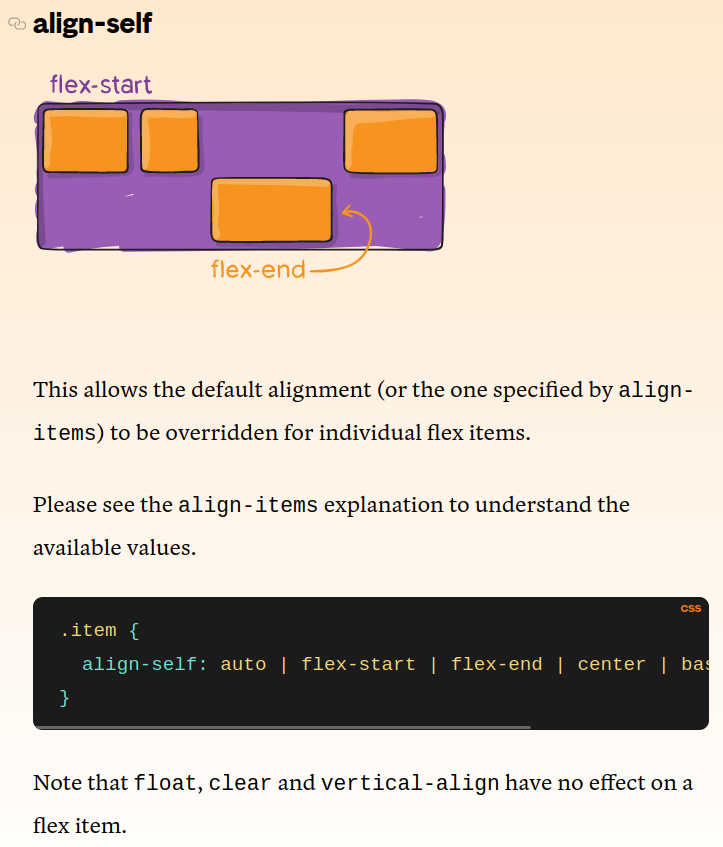 align-self
flex-start
flex-end
This allows the default alignment (or the one specified by align-
items) to be overridden for individual flex items.
Please see the align-items explanation to understand the
available values.
CSS
.item {
align-self: auto | flex-start | flex-end | center | bas
}
Note that float, clear and vertical-align have no effect on a
flex item.